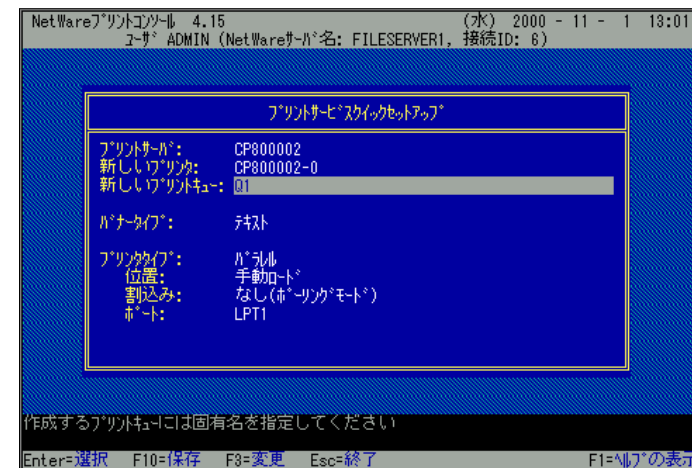 NetWareﾌﾟﾘﾝﾄｺﾝｿｰﾙ 4.15 (水) 2000 - 11 - 1 13:01
ﾕｰｻﾞ ADMIN (NetWareｻｰﾊﾞ名: FILESERVER1, 接続ID: 6)
ﾌﾟﾘﾝﾄｻｰﾋﾞｽｸｲｯｸｾｯﾄｱｯﾌﾟ
ﾌﾟﾘﾝﾄｻｰﾊﾞ: CP800002
新しいﾌﾟﾘﾝﾀ: CP800002-0
新しいﾌﾟﾘﾝﾄｷｭｰ: Q1
ﾊﾞﾅｰﾀｲﾌﾟ: ﾃｷｽﾄ
ﾌﾟﾘﾝﾀﾀｲﾌﾟ: ﾊﾟﾗﾚﾙ
位置: 手動ﾛｰﾄﾞ
割込み: なし(ﾎﾟｰﾘﾝｸﾞﾓｰﾄﾞ)
ﾎﾟｰﾄ: LPT1
作成するﾌﾟﾘﾝﾄｷｭｰには固有名を指定してください
Enter=選択 F10=保存 F3=変更 Esc=終了 F1=ﾍﾙﾌﾟの表示